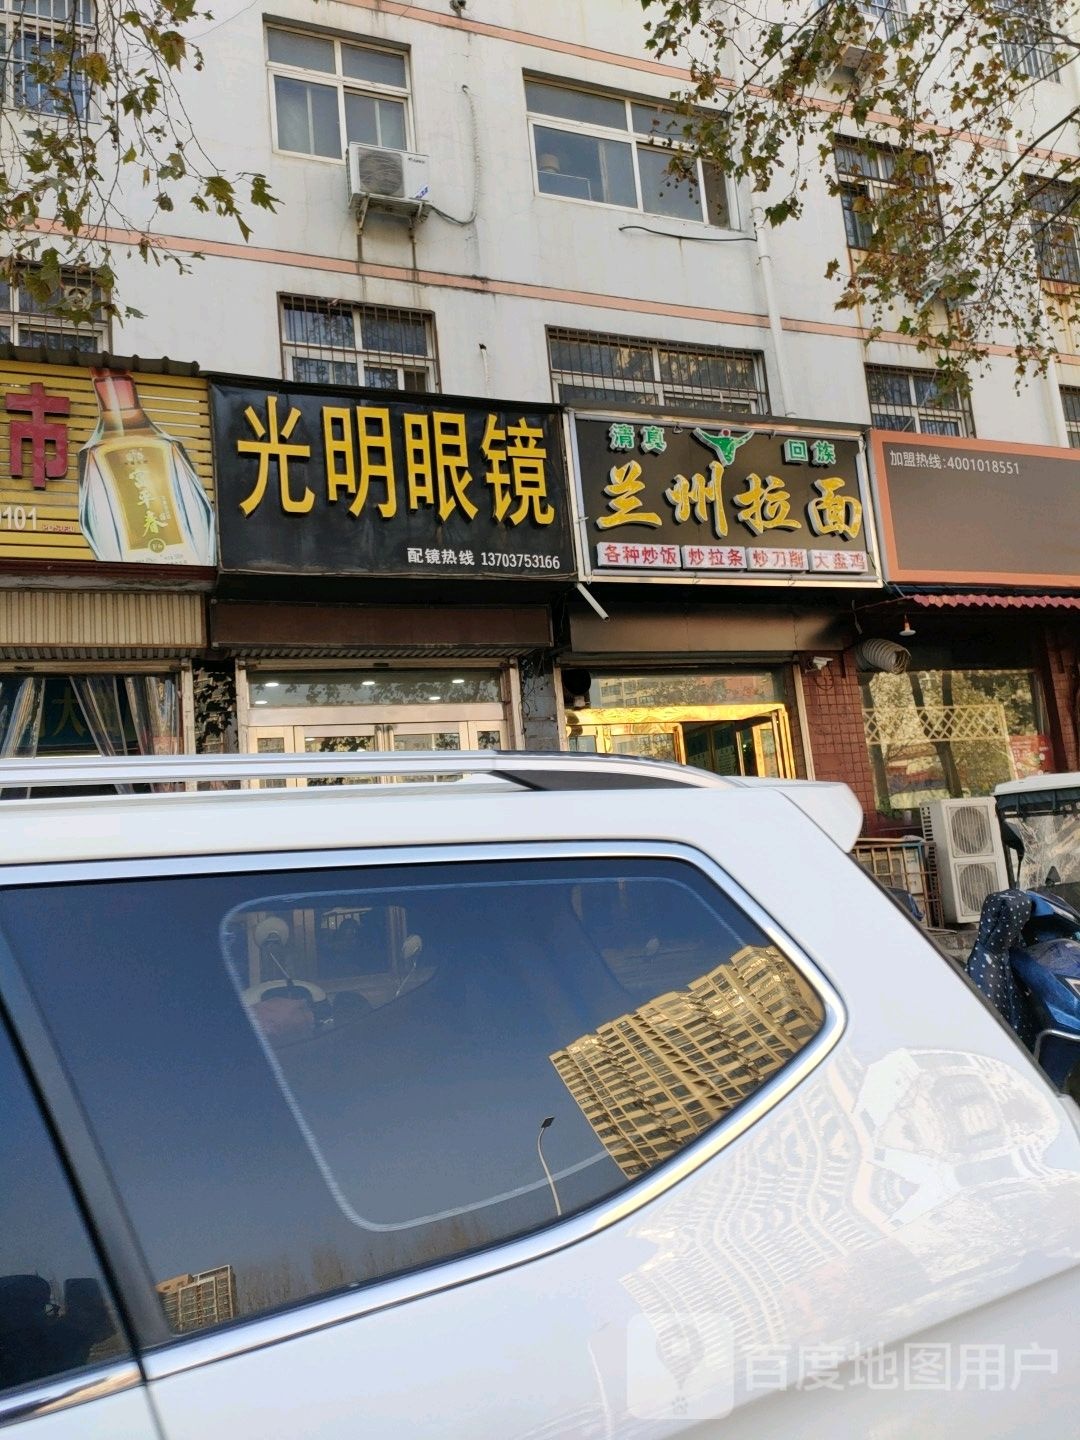 市
光明眼镜
配镜热线 13703753166
清真 回族
兰州拉面
各种炒饭 炒拉条 炒刀削 大盘鸡
加盟热线:4001018551
百度地图用户